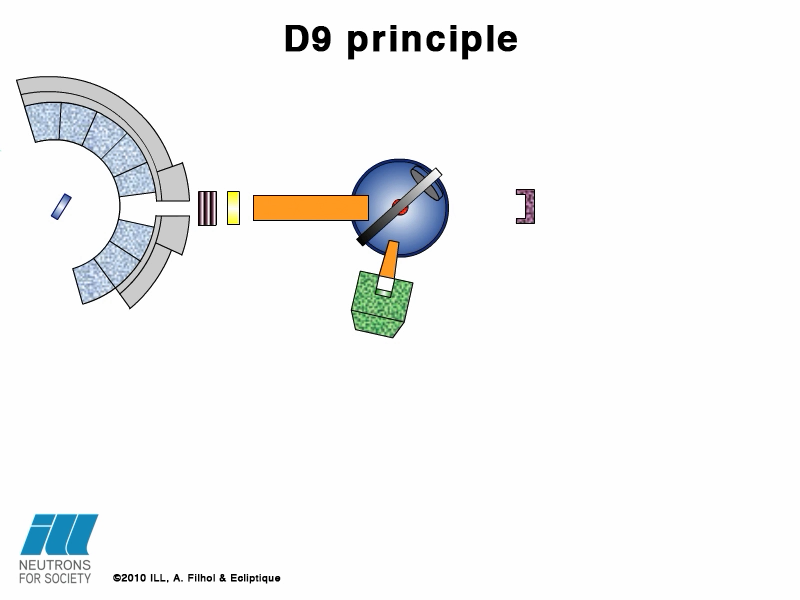 D9 principle
NEUTRONS
FOR SOCIETY
©2010 ILL, A. Filhol & Ecliptique